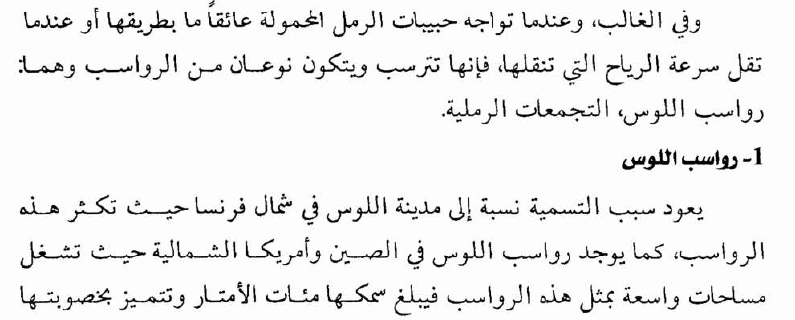 وفي الغالب، وعندما تواجه حبيبات الرمل المحمولة عائقاً ما بطريقها أو عندما
تقل سرعة الرياح التي تنقلها، فإنها تترسب ويتكون نوعان من الرواسب وهما:
رواسب اللوس، التجمعات الرملية.
1- رواسب اللوس
يعود سبب التسمية نسبة إلى مدينة اللوس في شمال فرنسا حيث تكثر هذه
الرواسب، كما يوجد رواسب اللوس في الصين وأمريكا الشمالية حيث تشغل
مساحات واسعة بمثل هذه الرواسب فيبلغ سمكها مئات الأمتار وتتميز بخصوبتها